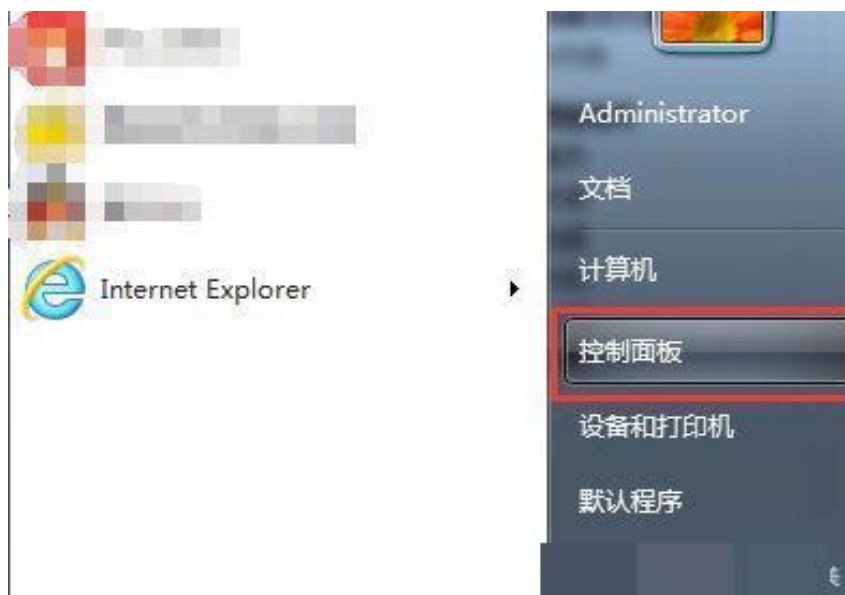 Internet Explorer
Administrator
文档
计算机
控制面板
设备和打印机
默认程序